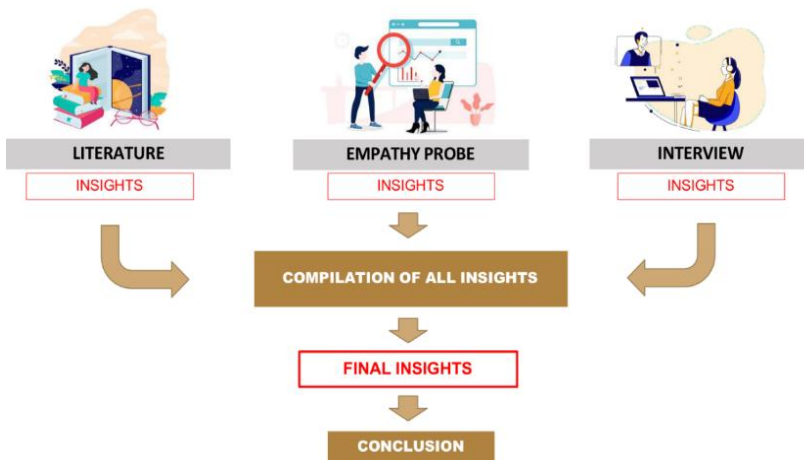 LITERATURE
EMPATHY PROBE
INTERVIEW
INSIGHTS
INSIGHTS
INSIGHTS
COMPILATION OF ALL INSIGHTS
FINAL INSIGHTS
CONCLUSION